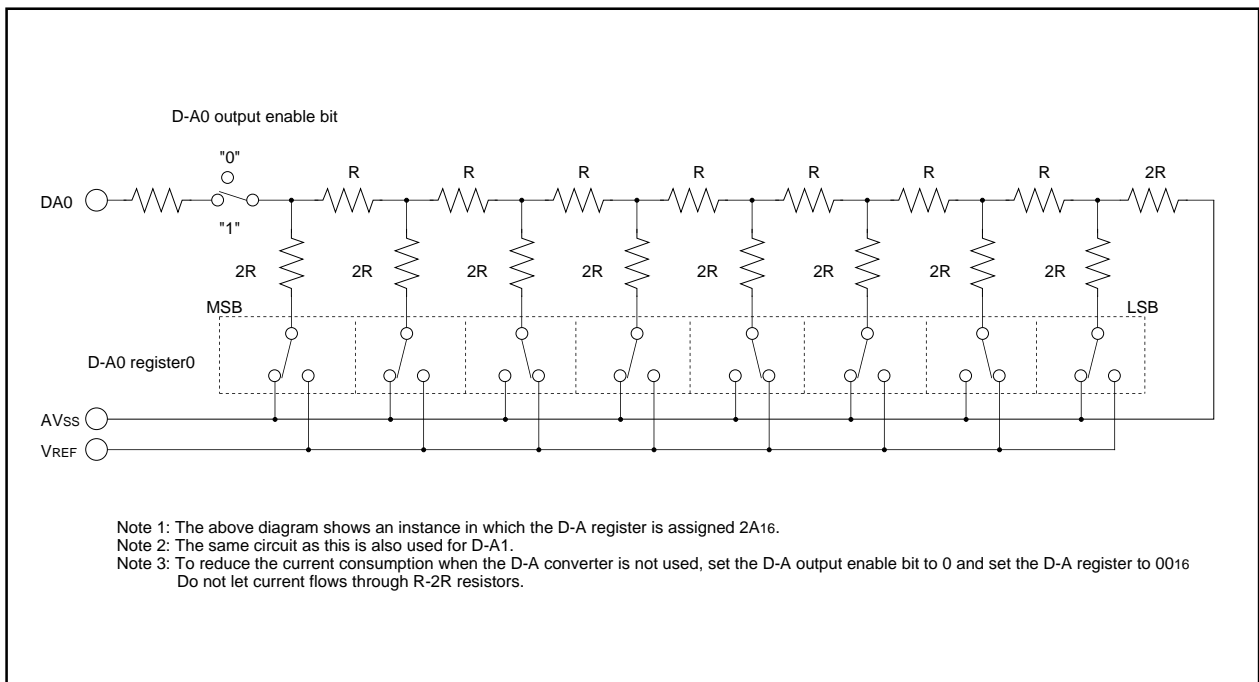 D-A0 output enable bit
"0"
R R R R R R R 2R
DA0
"1"
2R 2R 2R 2R 2R 2R 2R 2R
MSB LSB
D-A0 register0
AVSS
VREF
Note 1: The above diagram shows an instance in which the D-A register is assigned 2A16.
Note 2: The same circuit as this is also used for D-A1.
Note 3: To reduce the current consumption when the D-A converter is not used, set the D-A output enable bit to 0 and set the D-A register to 0016
Do not let current flows through R-2R resistors.